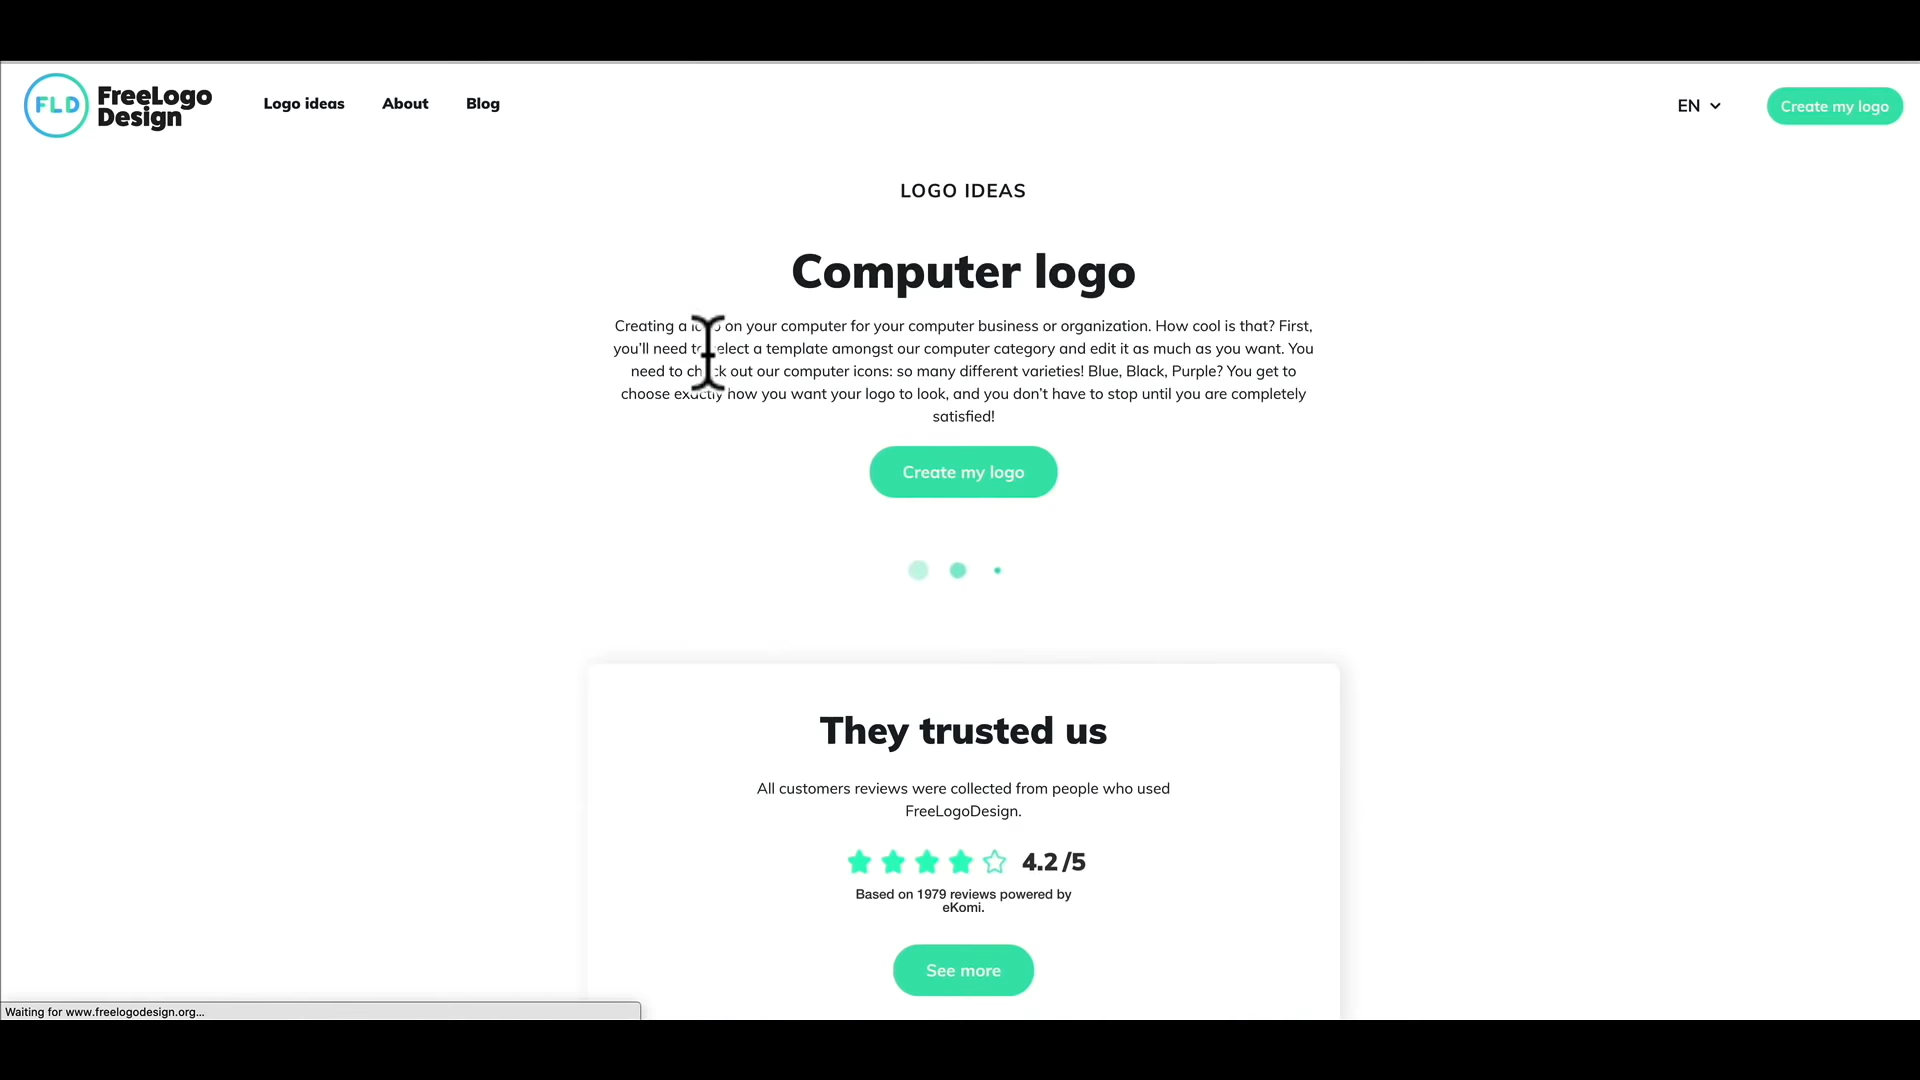 FLD FreeLogo Design
Logo ideas About Blog
EN
Create my logo
LOGO IDEAS
Computer logo
Creating a on your computer for your computer business or organization. How cool is that? First,
you'll need to select a template amongst our computer category and edit it as much as you want. You
need to check out our computer icons: so many different varieties! Blue, Black, Purple? You get to
choose exactly how you want your logo to look, and you don't have to stop until you are completely
satisfied!
Create my logo
They trusted us
All customers reviews were collected from people who used
FreeLogoDesign.
4.2/5
Based on 1979 reviews powered by
eKomi.
See more
Waiting for www.freelogodesign.org...